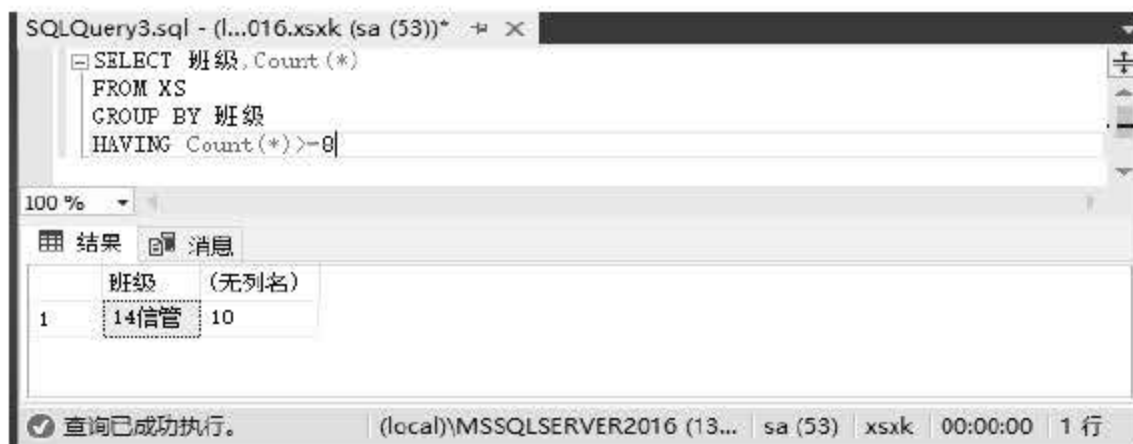 SQLQuery3.sql - (l...016.xsxk (sa (53))*
SELECT 班级,Count(*)
FROM XS
GROUP BY 班级
HAVING Count(*)>=8
100 %
结果 消息
班级 (无列名)
1 14信管 10
查询已成功执行。 (local)\MSSQLSERVER2016 (13... sa (53) xsxk 00:00:00 1 行